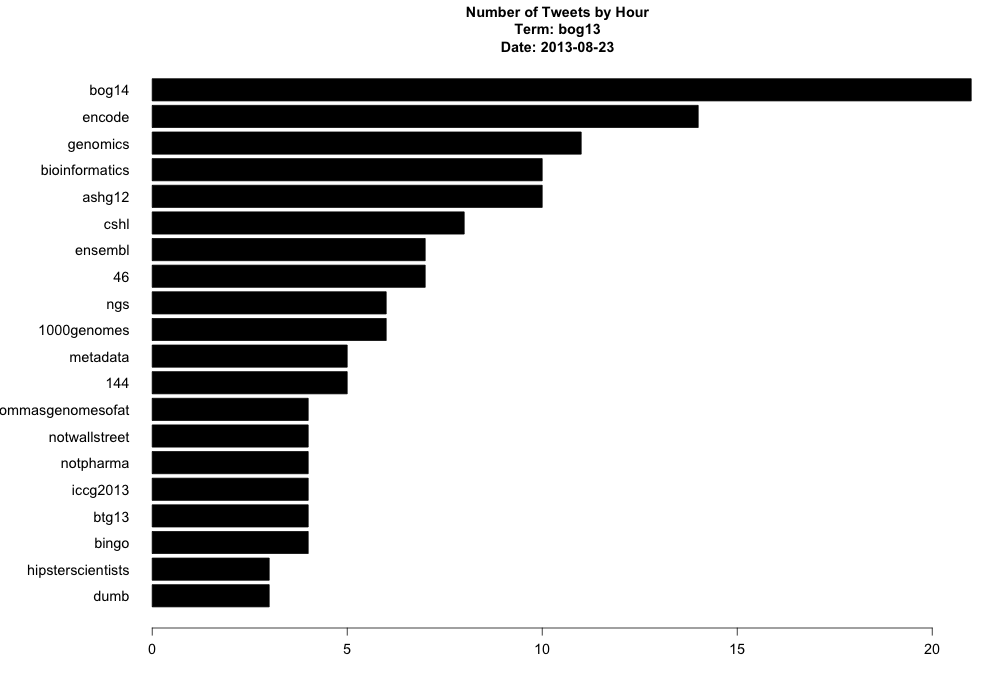 Number of Tweets by Hour
Term: bog13
Date: 2013-08-23
bog14
encode
genomics
bioinformatics
ashg12
cshl
ensembl
46
ngs
1000genomes
metadata
144
ommasgenomesofat
notwallstreet
notpharma
iccg2013
btg13
bingo
hipsterscientists
dumb
0 5 10 15 20